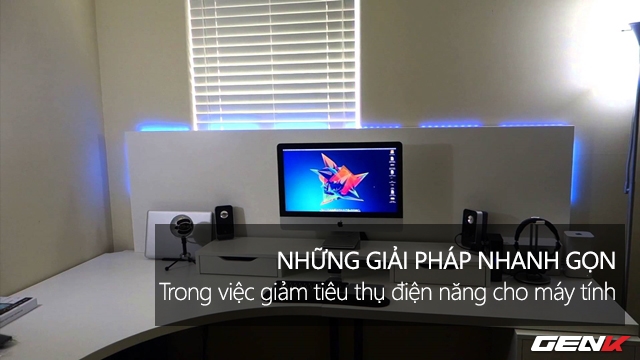 NHỮNG GIẢI PHÁP NHANH GỌN
Trong việc giảm tiêu thụ điện năng cho máy tính
GENK